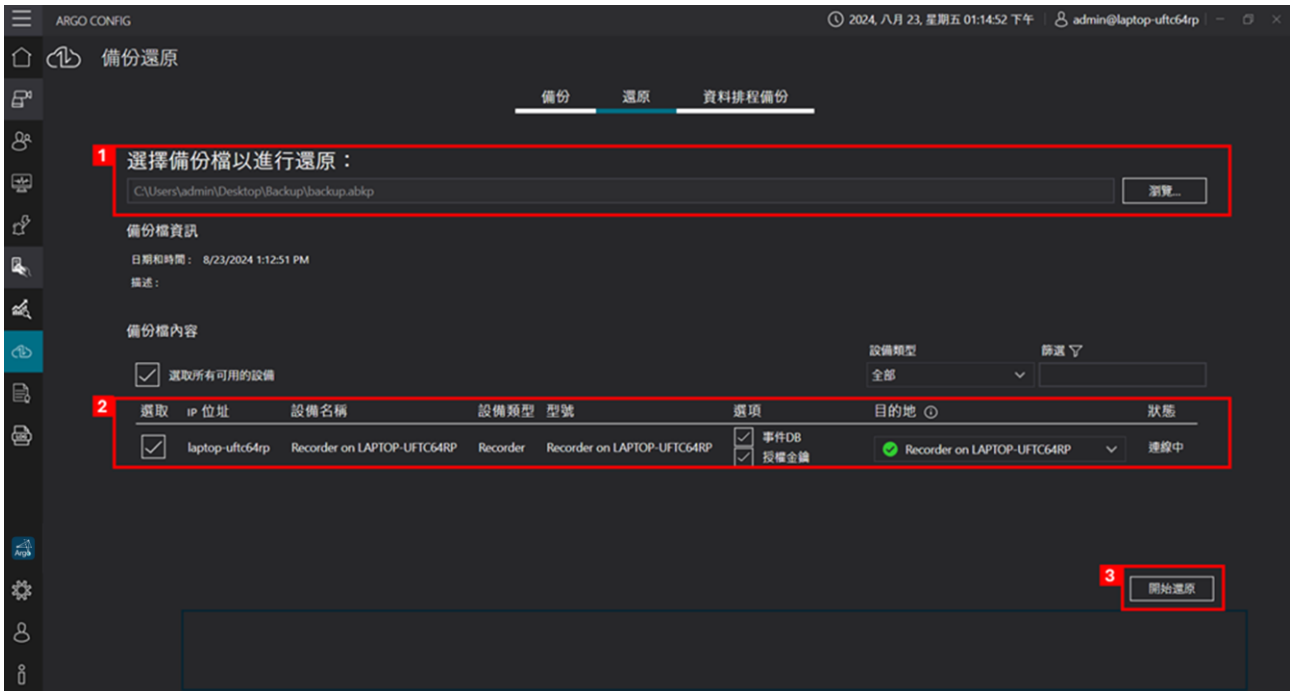 ARGO CONFIG
2024, 八月 23, 星期五 01:14:52 下午
admin@laptop-uftc64rp
備份還原
備份 還原 資料排程備份
1
選擇備份檔以進行還原：
C:\Users\admin\Desktop\Backup\backup.abkp
瀏覽...
備份檔資訊
日期和時間： 8/23/2024 1:12:51 PM
描述：
備份檔內容
設備類型 篩選
選取所有可用的設備
全部
2
選取 IP 位址 設備名稱 設備類型 型號 選項 目的地 狀態
laptop-uftc64rp Recorder on LAPTOP-UFTC64RP Recorder Recorder on LAPTOP-UFTC64RP 事件DB Recorder on LAPTOP-UFTC64RP 連線中
授權金鑰
Argo
3
開始還原